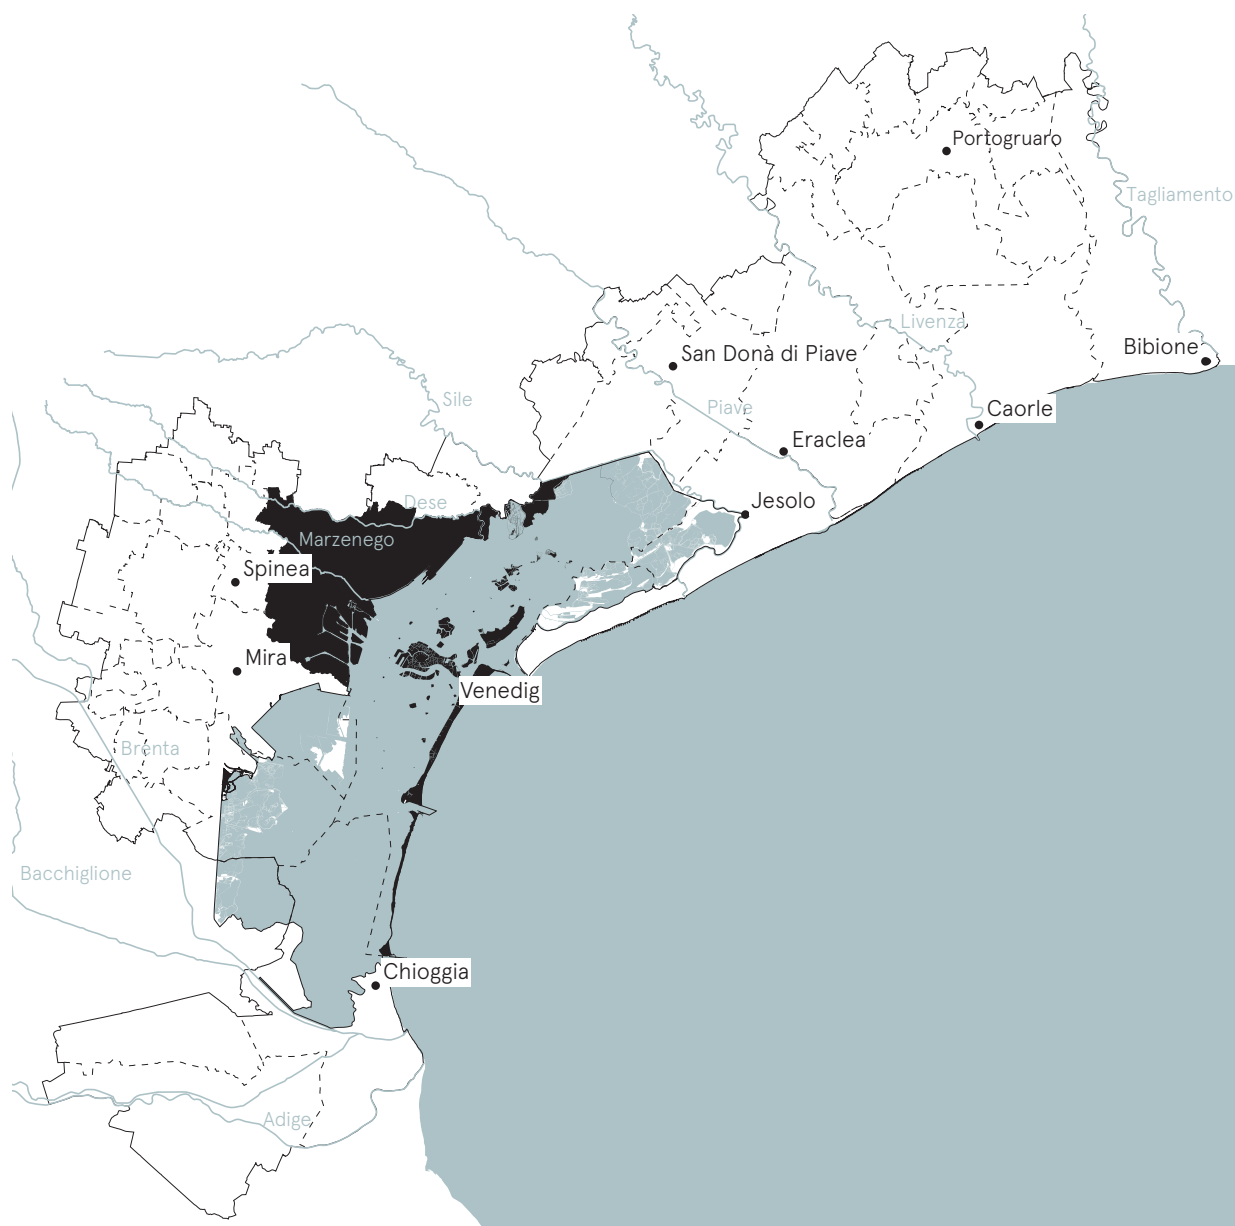 Portogruaro
Tagliamento
Livenza
Bibione
San Donà di Piave
Sile
Piave
Caorle
Eraclea
Dese
Jesolo
Marzenego
Spinea
Mira
Venedig
Brenta
Bacchiglione
Chioggia
Adige